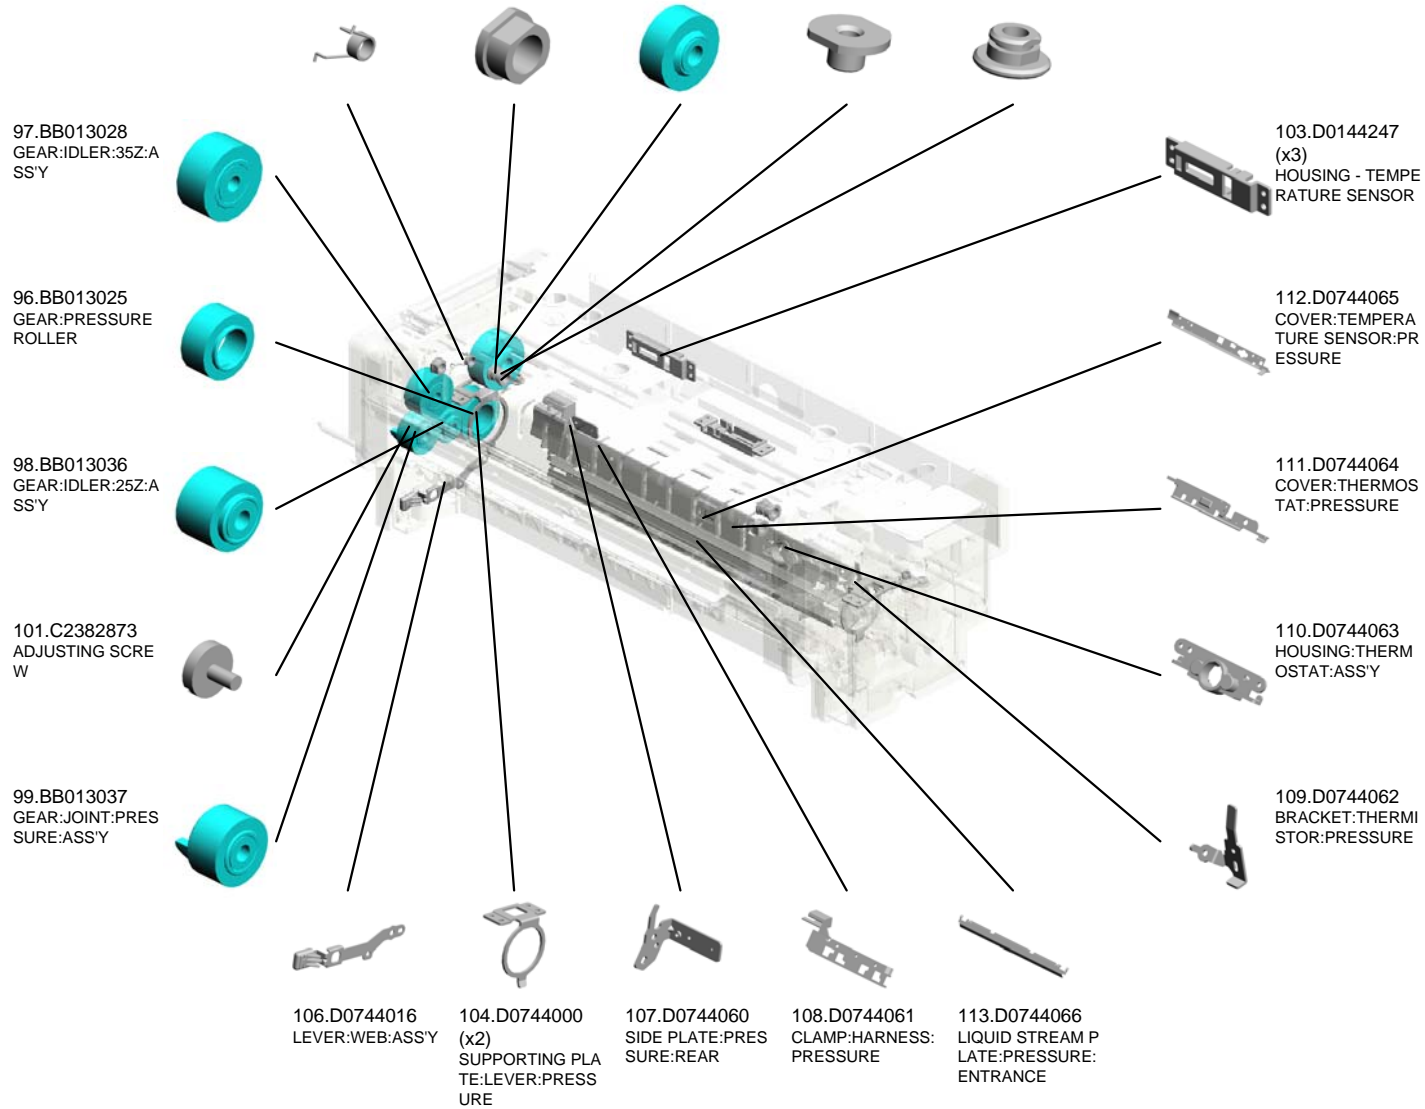 97.BB013028
GEAR:IDLER:35Z:A
SS'Y
103.D0144247
(x3)
HOUSING - TEMPE
RATURE SENSOR
96.BB013025
GEAR:PRESSURE
ROLLER
112.D0744065
COVER:TEMPERA
TURE SENSOR:PR
ESSURE
98.BB013036
GEAR:IDLER:25Z:A
SS'Y
111.D0744064
COVER:THERMOS
TAT:PRESSURE
101.C2382873
ADJUSTING SCRE
W
110.D0744063
HOUSING:THERM
OSTAT:ASS'Y
99.BB013037
GEAR:JOINT:PRES
SURE:ASS'Y
109.D0744062
BRACKET:THERMI
STOR:PRESSURE
106.D0744016
LEVER:WEB:ASS'Y
104.D0744000
(x2)
SUPPORTING PLA
TE:LEVER:PRESS
URE
107.D0744060
SIDE PLATE:PRES
SURE:REAR
108.D0744061
CLAMP:HARNESS:
PRESSURE
113.D0744066
LIQUID STREAM P
LATE:PRESSURE:
ENTRANCE